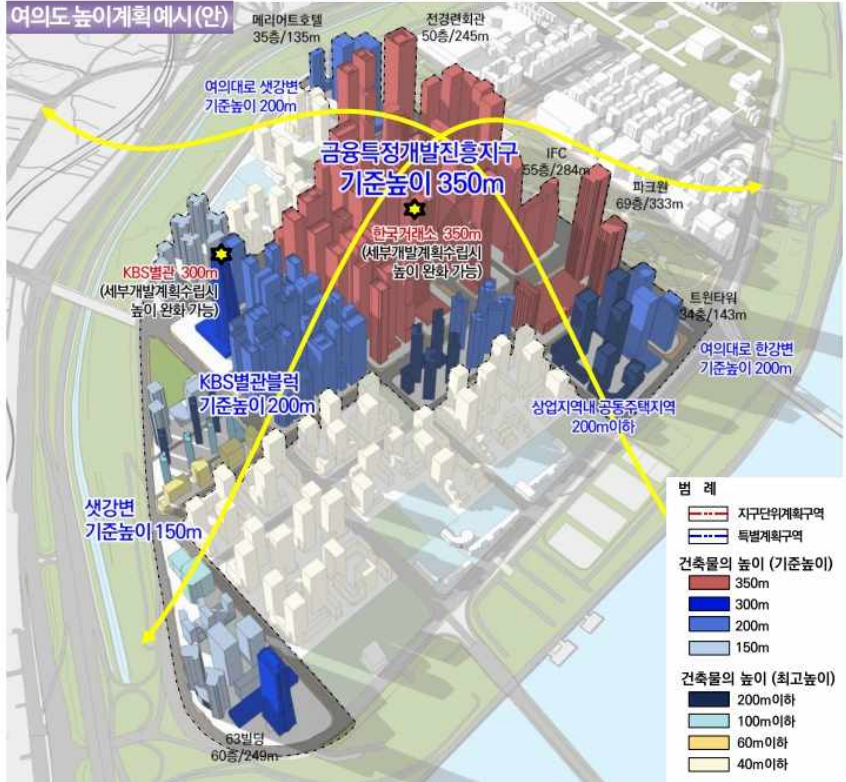 여의도 높이계획 예시(안)
메리어트호텔
35층/135m
전경련회관
50층/245m
여의대로 샛강변
기준높이 200m
금융특정개발진흥지구
기준높이 350m
IFC
55층/284m
파크원
69층/333m
한국거래소 350m
(세부개발계획수립시
높이 완화 가능)
KBS별관 300m
(세부개발계획수립시
높이 완화 가능)
트윈타워
34층/143m
여의대로 한강변
기준높이 200m
KBS별관블럭
기준높이 200m
상업지역내 공동주택지역
200m이하
샛강변
기준높이 150m
63빌딩
60층/249m
범 례
지구단위계획구역
특별계획구역
건축물의 높이 (기준높이)
350m
300m
200m
150m
건축물의 높이 (최고높이)
200m이하
100m이하
60m이하
40m이하